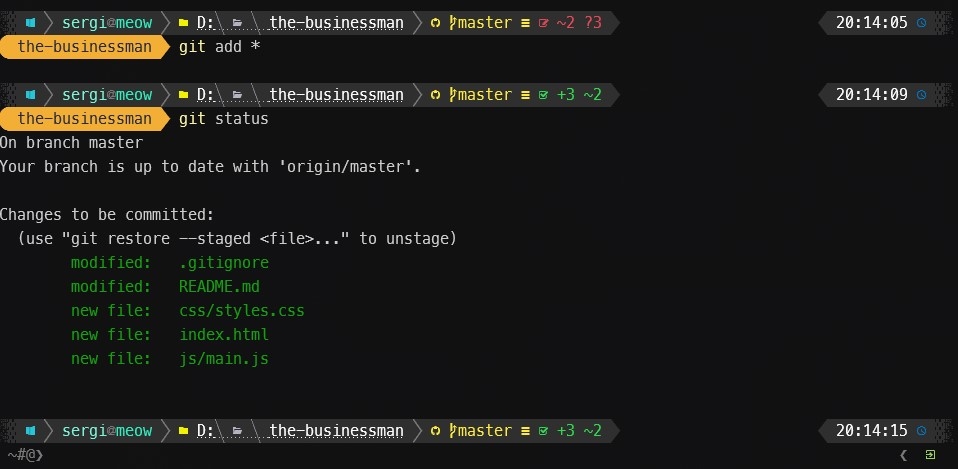 sergi@meow D: the-businessman master ≡ ~2 ?3 20:14:05
the-businessman git add *
sergi@meow D: the-businessman master ≡ +3 ~2 20:14:09
the-businessman git status
On branch master
Your branch is up to date with 'origin/master'.
Changes to be committed:
(use "git restore --staged <file>..." to unstage)
modified: .gitignore
modified: README.md
new file: css/styles.css
new file: index.html
new file: js/main.js
sergi@meow D: the-businessman master ≡ +3 ~2 20:14:15
~#@❯ ❮